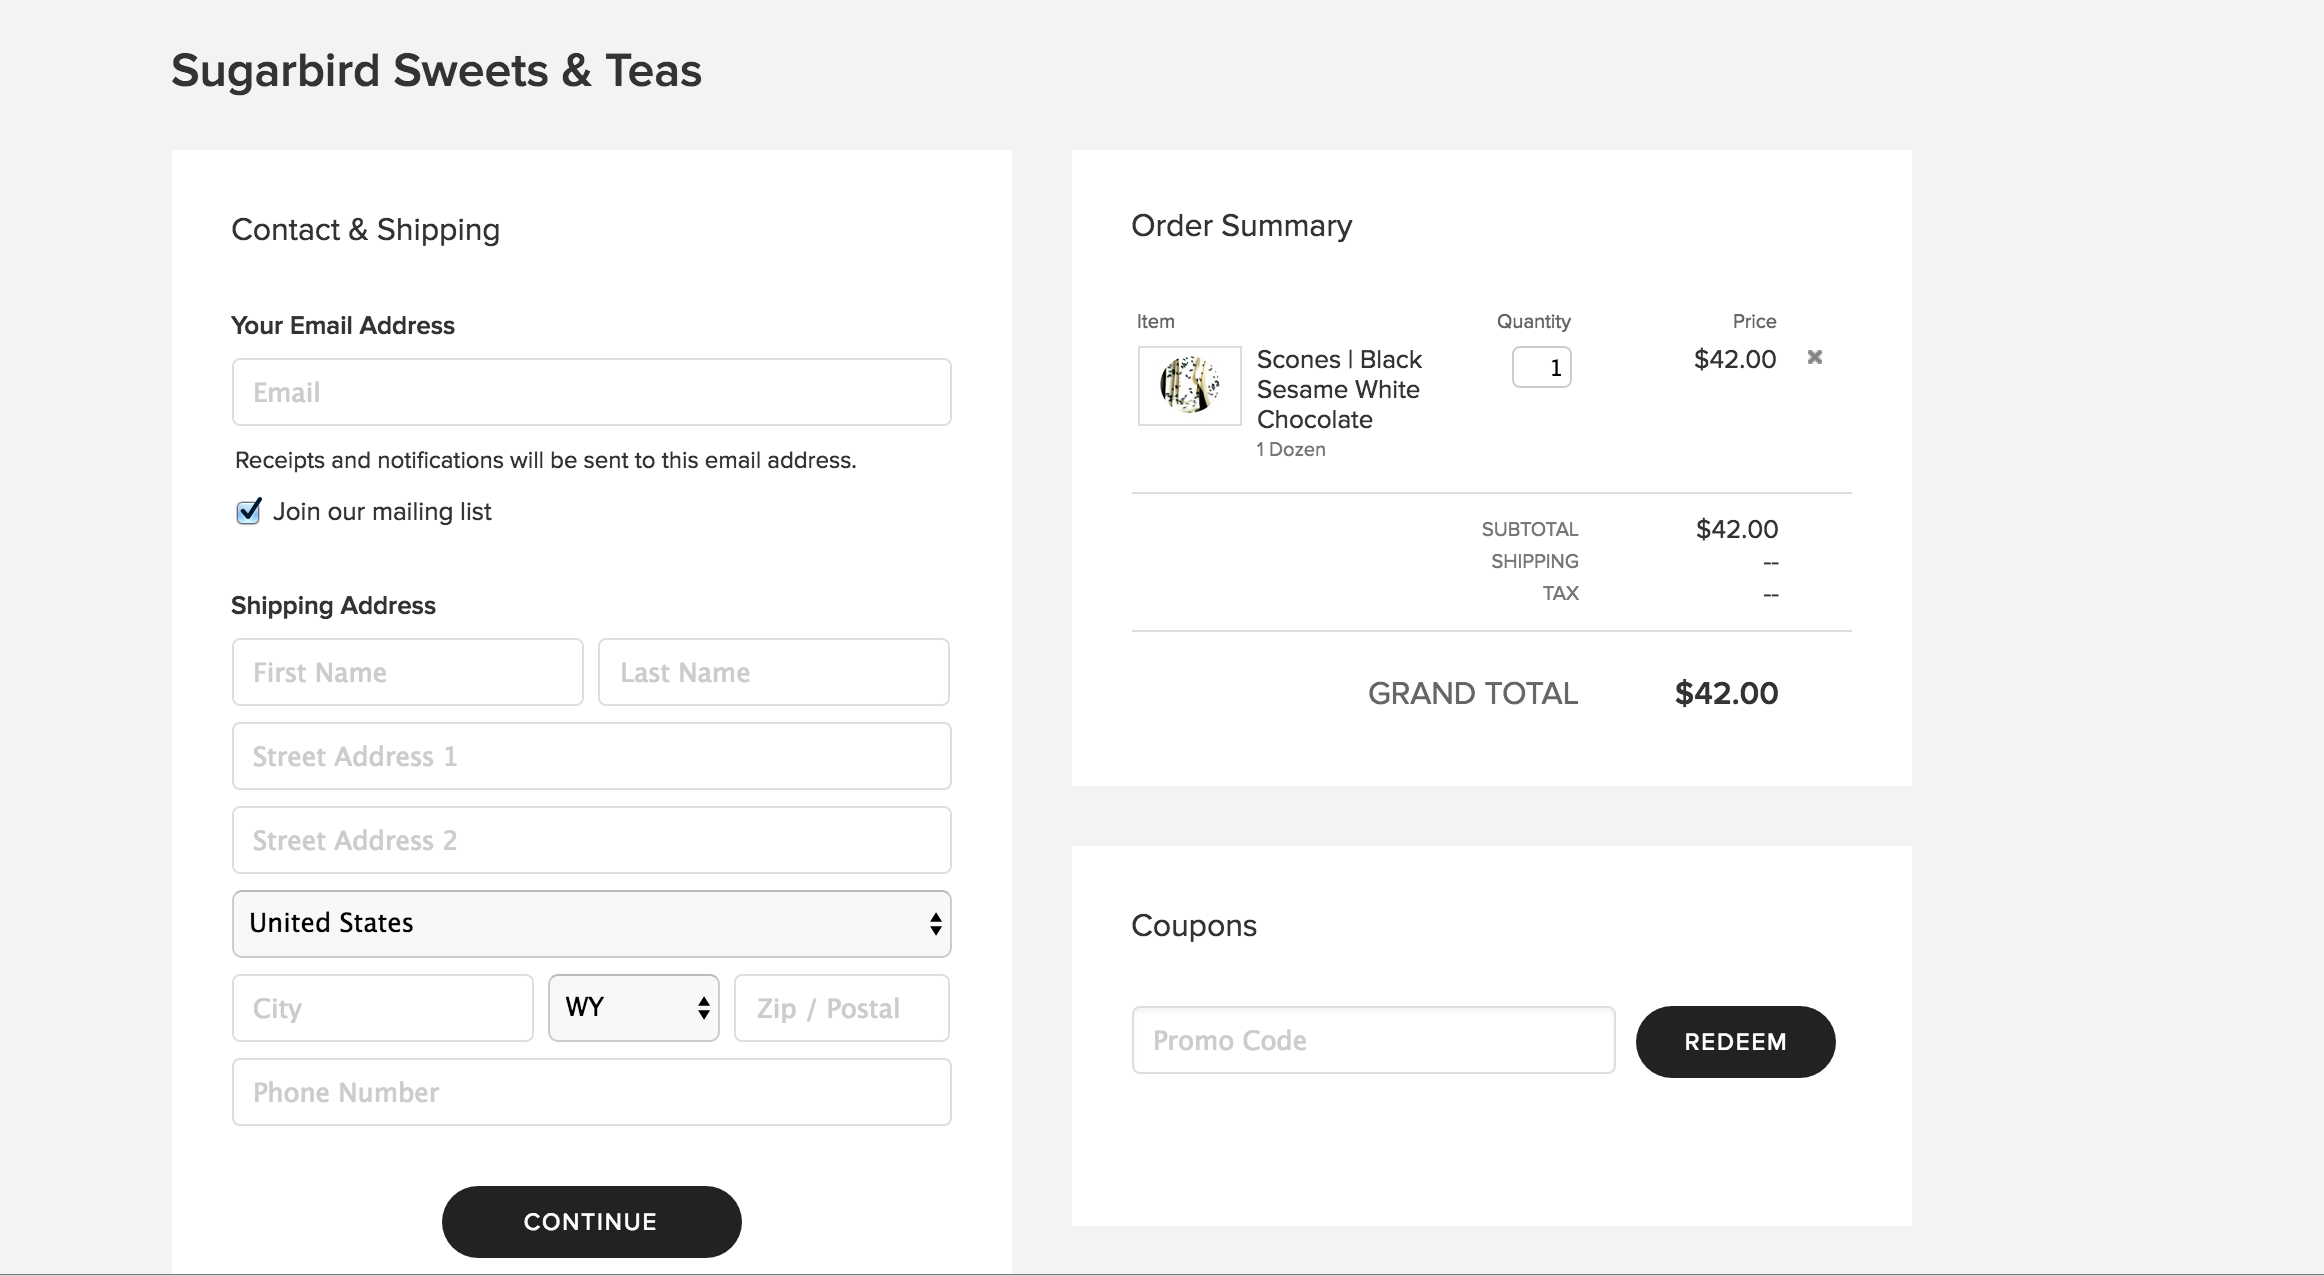 Sugarbird Sweets & Teas
Contact & Shipping
Your Email Address
Email
Receipts and notifications will be sent to this email address.
Join our mailing list
Shipping Address
First Name
Last Name
Street Address 1
Street Address 2
United States
City
WY
Zip / Postal
Phone Number
CONTINUE
Order Summary
Item
Quantity
Price
Scones | Black
Sesame White
Chocolate
1 Dozen
1
$42.00
SUBTOTAL
$42.00
SHIPPING
--
TAX
--
GRAND TOTAL
$42.00
Coupons
Promo Code
REDEEM